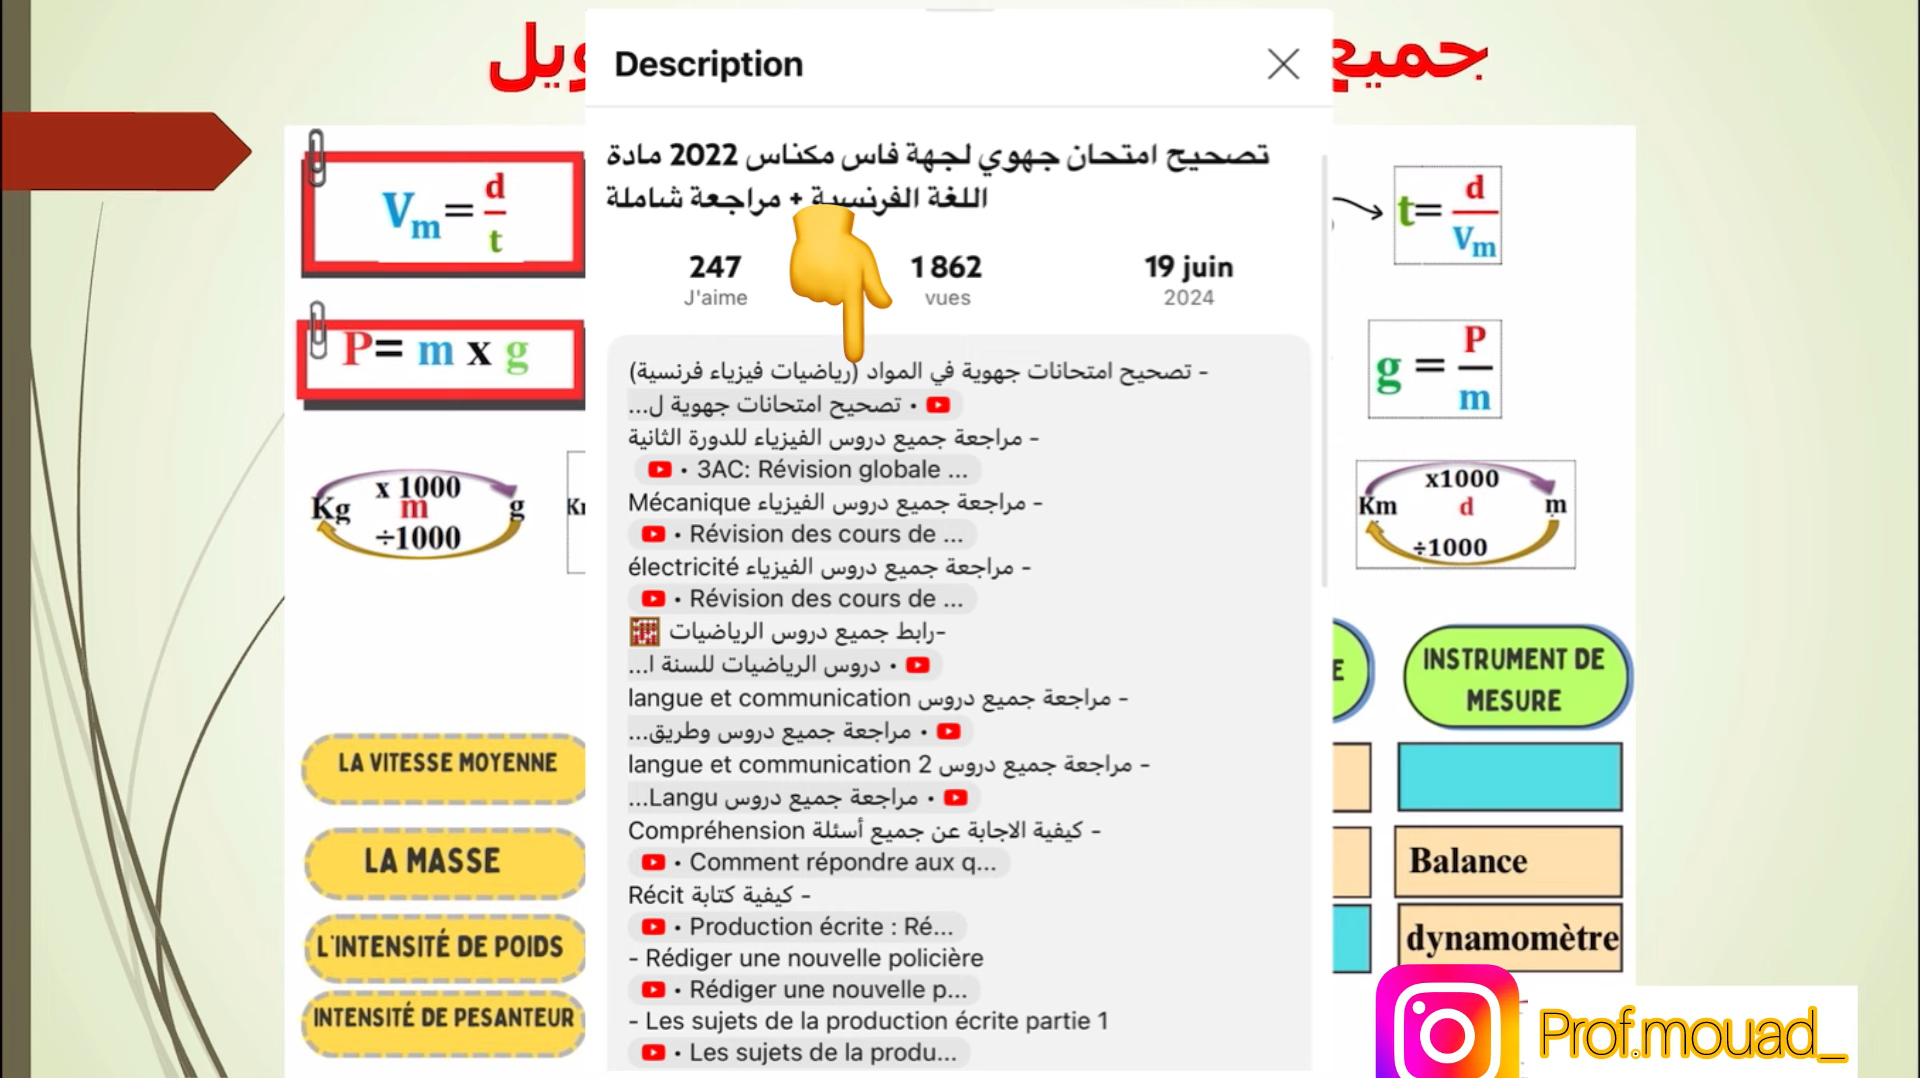 جميع
ويل
Description
تصحيح امتحان جهوي لجهة فاس مكناس 2022 مادة
اللغة الفرنسية + مراجعة شاملة
247
J'aime
1 862
vues
19 juin
2024
- تصحيح امتحانات جهوية في المواد (رياضيات فيزياء فرنسية)
• تصحيح امتحانات جهوية ل...
- مراجعة جميع دروس الفيزياء للدورة الثانية
• 3AC: Révision globale ...
- مراجعة جميع دروس الفيزياء Mécanique
• Révision des cours de ...
- مراجعة جميع دروس الفيزياء électricité
• Révision des cours de ...
-رابط جميع دروس الرياضيات
• دروس الرياضيات للسنة ا...
- مراجعة جميع دروس langue et communication
• مراجعة جميع دروس وطريق...
- مراجعة جميع دروس langue et communication 2
• مراجعة جميع دروس Langu...
- كيفية الاجابة عن جميع أسئلة Compréhension
• Comment répondre aux q...
- كيفية كتابة Récit
• Production écrite : Ré...
- Rédiger une nouvelle policière
• Rédiger une nouvelle p...
- Les sujets de la production écrite partie 1
• Les sujets de la produ...
Vm= d/t
P= m x g
x 1000
Kg m g
÷1000
LA VITESSE MOYENNE
LA MASSE
L'INTENSITÉ DE POIDS
INTENSITÉ DE PESANTEUR
t= d/Vm
g = P/m
x1000
Km d m
÷1000
INSTRUMENT DE
MESURE
Balance
dynamomètre
Prof.mouad_